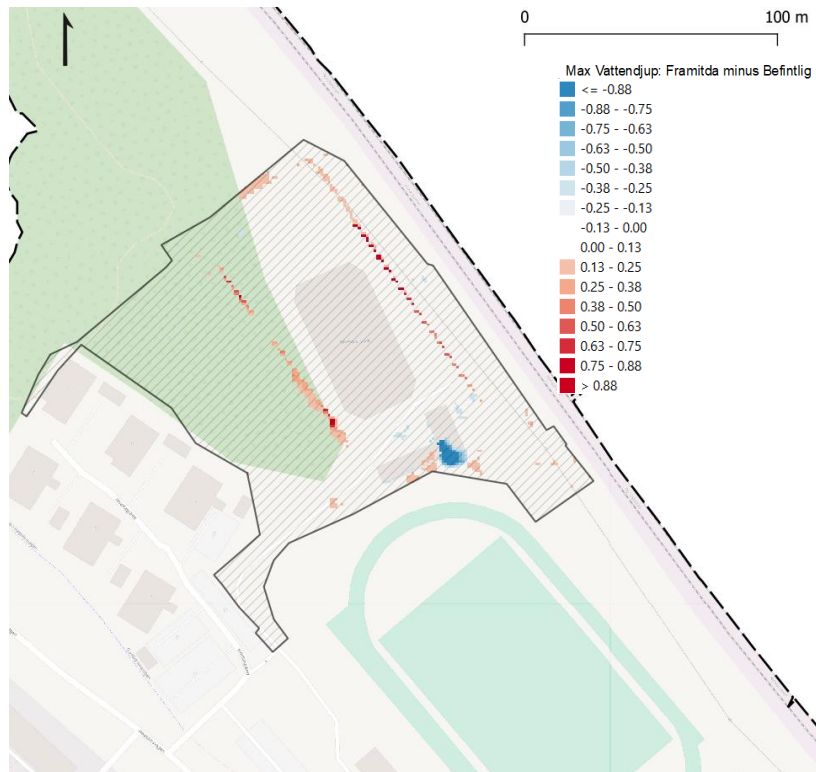 0 100 m
Max Vattendjup: Framitda minus Befintlig
<= -0.88
-0.88 - -0.75
-0.75 - -0.63
-0.63 - -0.50
-0.50 - -0.38
-0.38 - -0.25
-0.25 - -0.13
-0.13 - 0.00
0.00 - 0.13
0.13 - 0.25
0.25 - 0.38
0.38 - 0.50
0.50 - 0.63
0.63 - 0.75
0.75 - 0.88
> 0.88